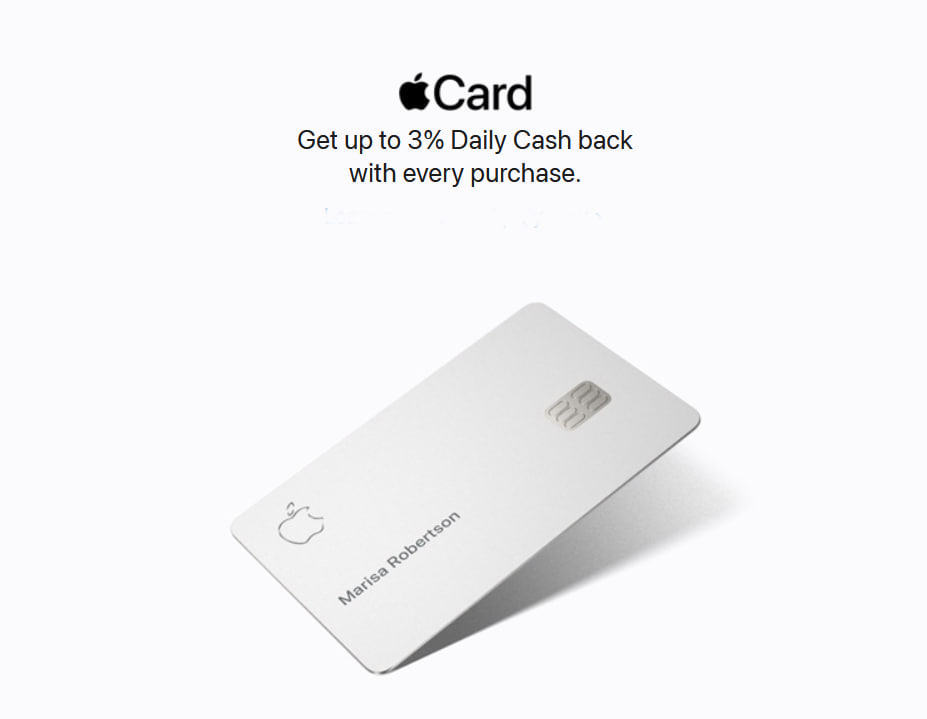 Card
Get up to 3% Daily Cash back
with every purchase.
Marisa Robertson